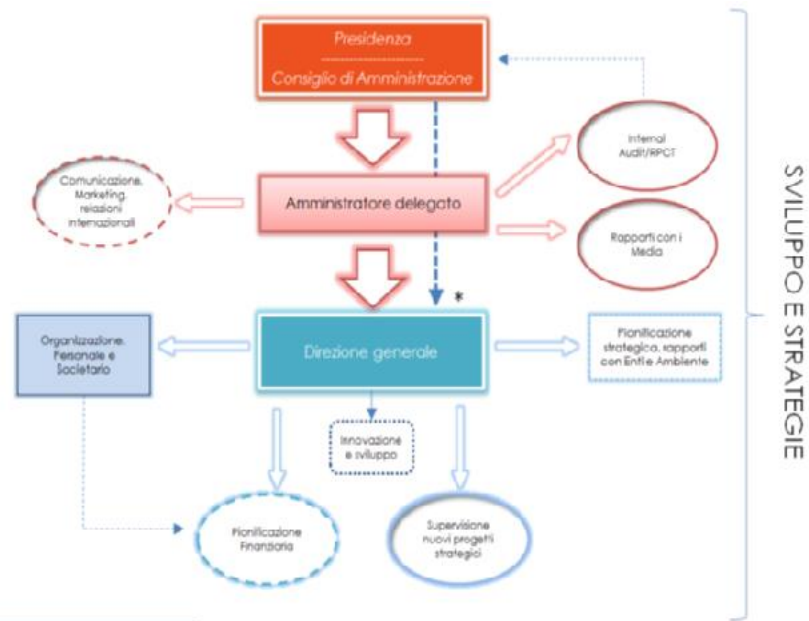 Presidenza
Consiglio di Amministrazione
Internal
Audit/RPCT
Comunicazione,
Marketing,
relazioni
internazionali
Amministratore delegato
Rapporti con i
Media
*
Organizzazione,
Personale e
Societario
Direzione generale
Pianificazione
strategica, rapporti
con Enti e Ambiente
Innovazione
e sviluppo
Pianificazione
Finanziaria
Supervisione
nuovi progetti
strategici
SVILUPPO E STRATEGIE